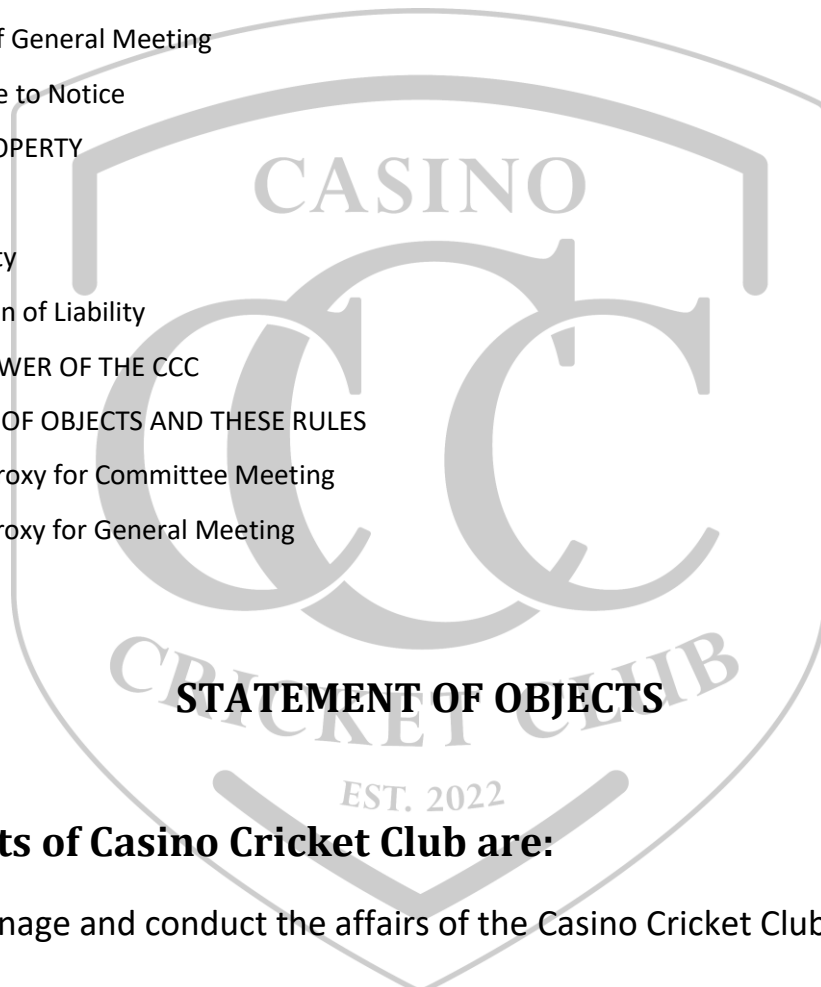 f General Meeting
e to Notice
OPERTY
CASINO
ty
n of Liability
CCC
WER OF THE CCC
OF OBJECTS AND THESE RULES
roxy for Committee Meeting
roxy for General Meeting
CRICKET CLUB
STATEMENT OF OBJECTS
EST. 2022
ts of Casino Cricket Club are:
nage and conduct the affairs of the Casino Cricket Club